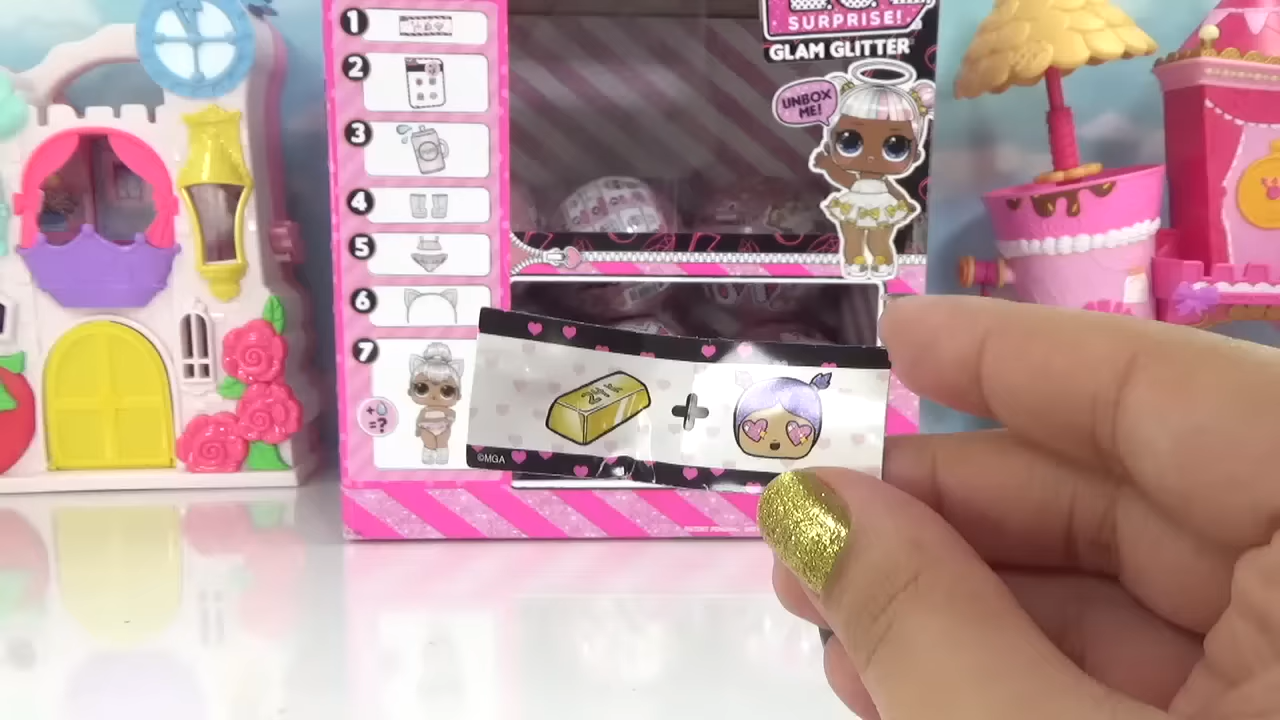 SURPRISE!
GLAM GLITTER
UNBOX
ME!
1
2
3
4
5
6
7
+
=?
24K
+
©MGA